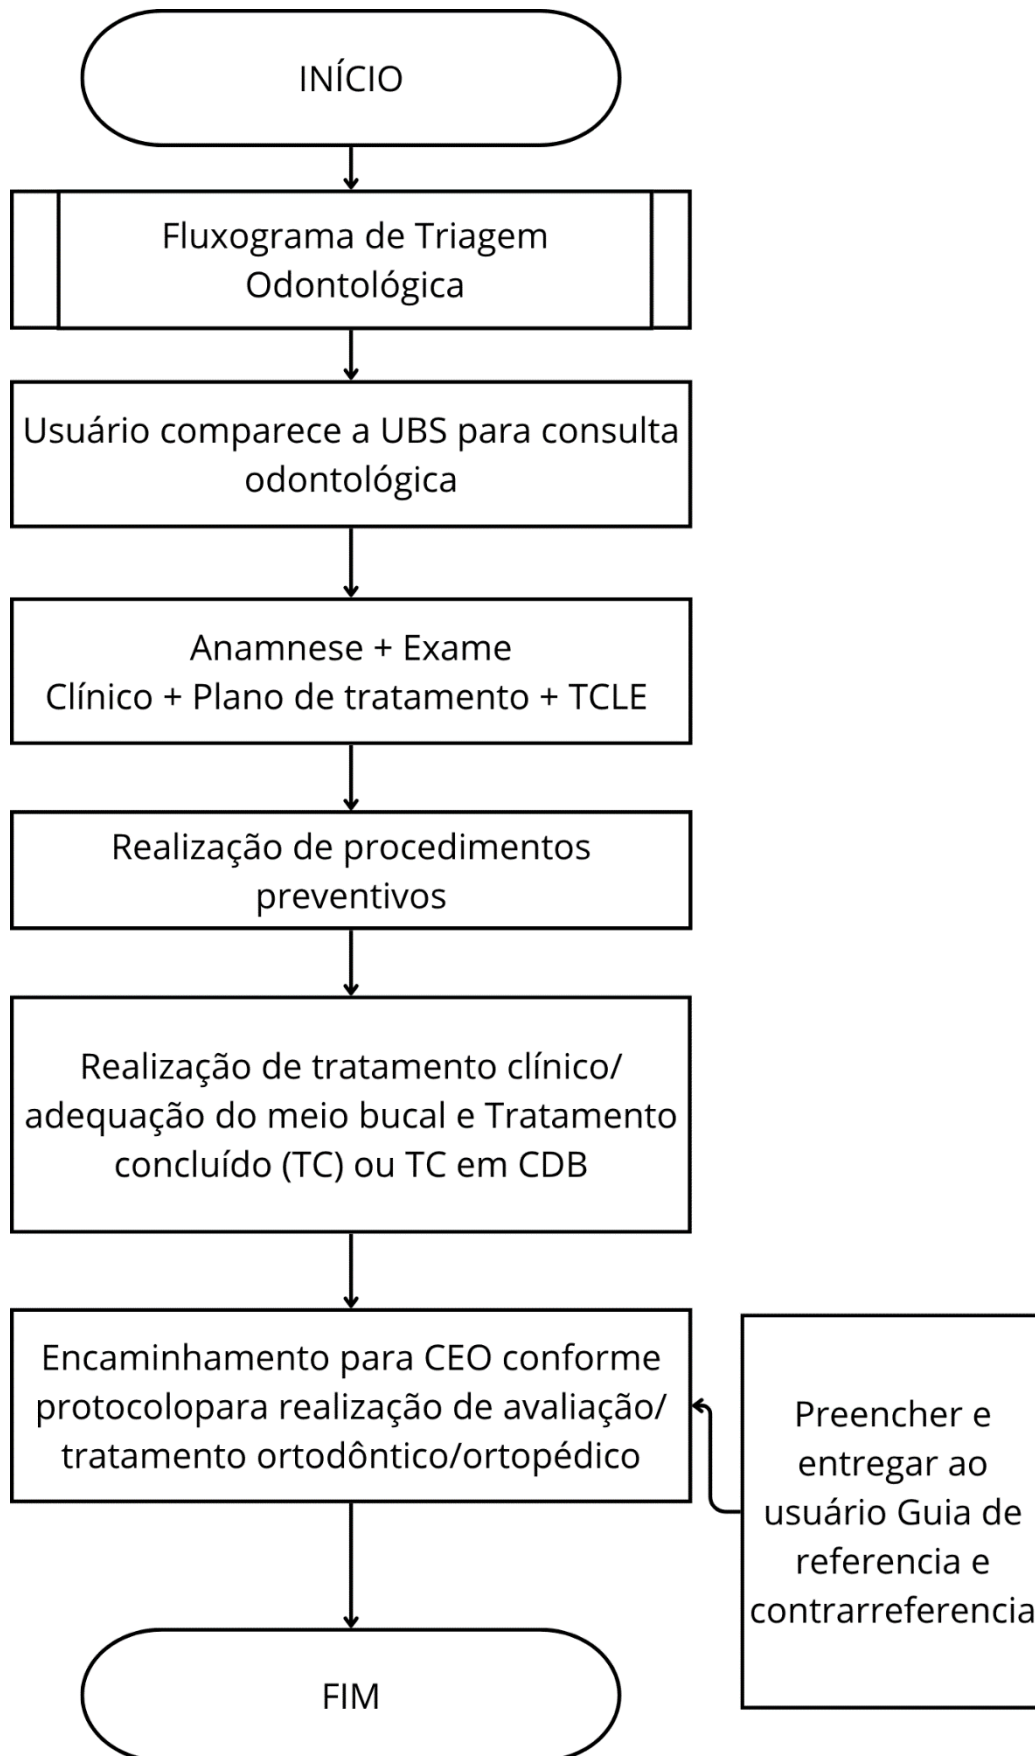 INÍCIO
Fluxograma de Triagem
Odontológica
Usuário comparece a UBS para consulta
odontológica
Anamnese + Exame
Clínico + Plano de tratamento + TCLE
Realização de procedimentos
preventivos
Realização de tratamento clínico/
adequação do meio bucal e Tratamento
concluído (TC) ou TC em CDB
Encaminhamento para CEO conforme
protocolopara realização de avaliação/
tratamento ortodôntico/ortopédico
Preencher e
entregar ao
usuário Guia de
referencia e
contrarreferencia
FIM